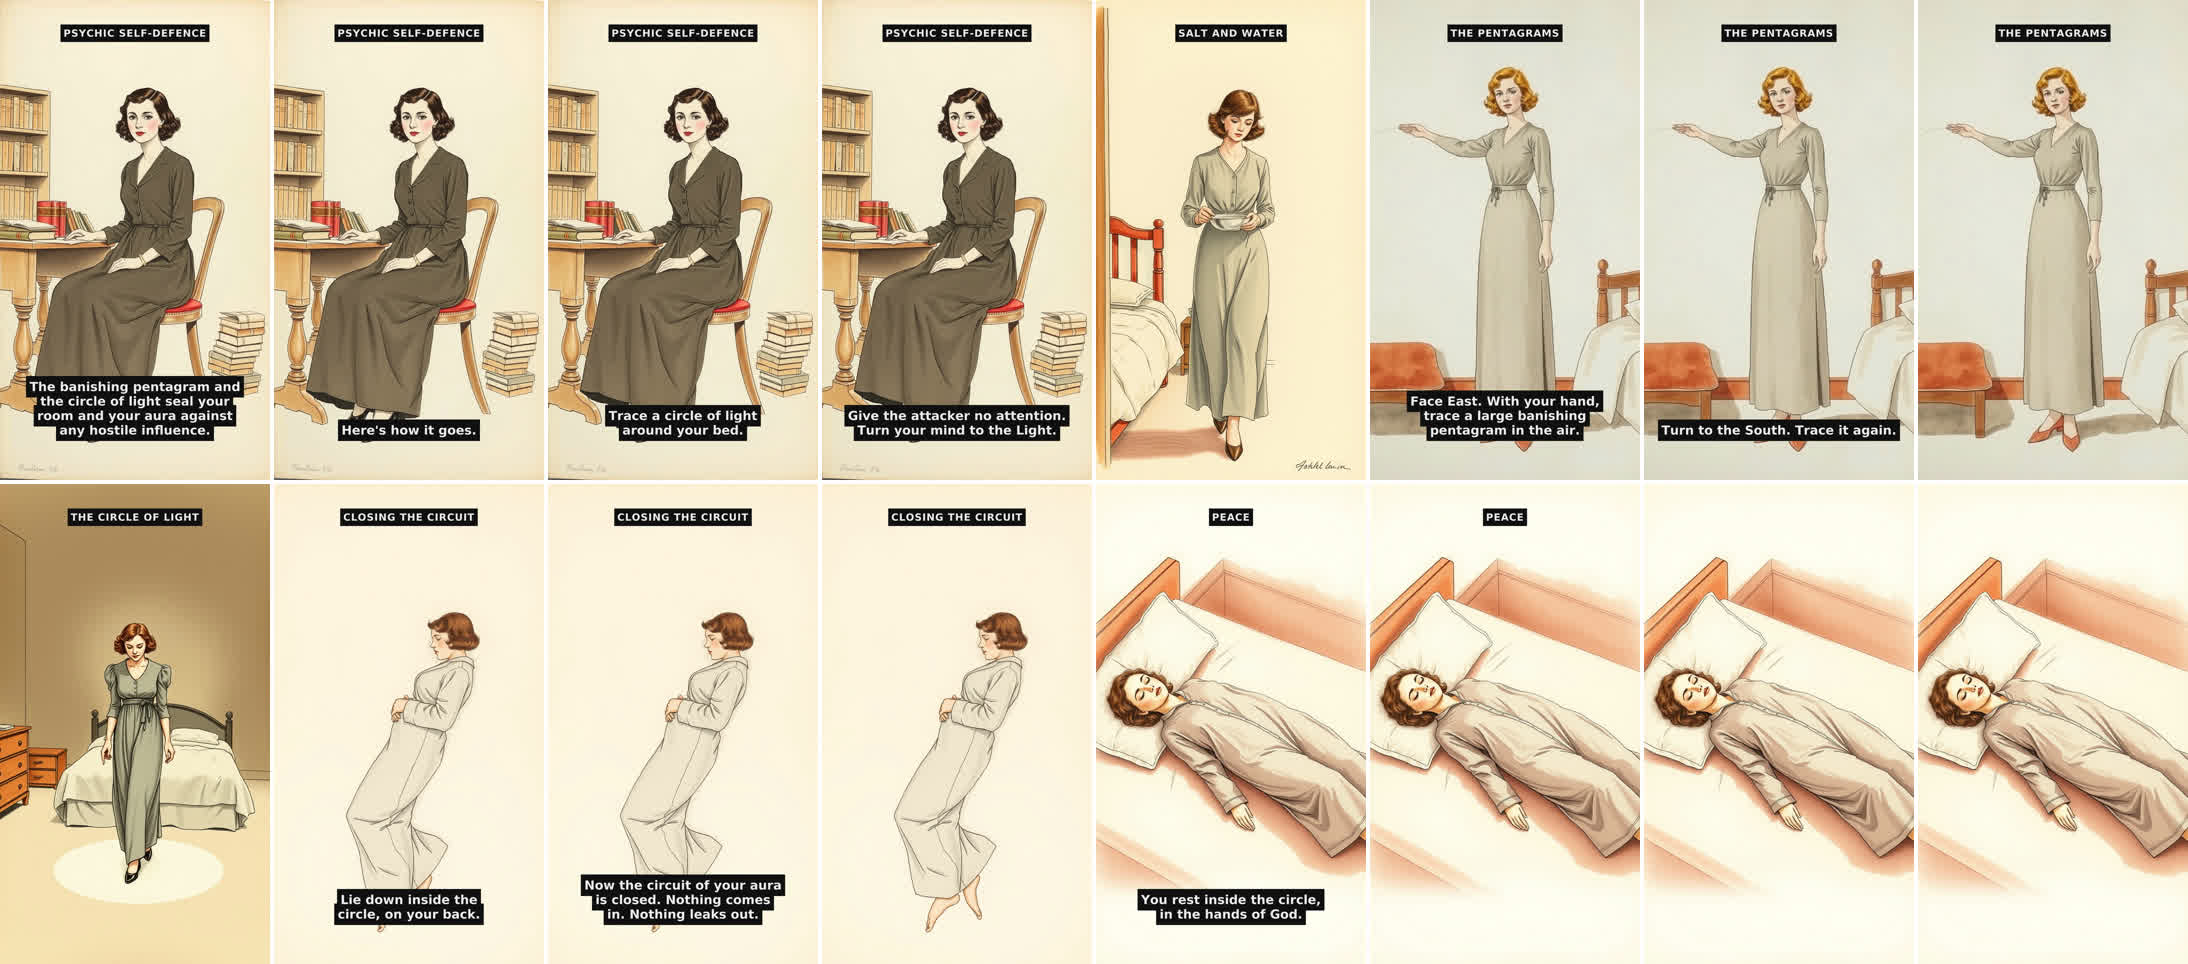 PSYCHIC SELF-DEFENCE
The banishing pentagram and
the circle of light seal your
room and your aura against
any hostile influence.
PSYCHIC SELF-DEFENCE
Here's how it goes.
PSYCHIC SELF-DEFENCE
Trace a circle of light
around your bed.
PSYCHIC SELF-DEFENCE
Give the attacker no attention.
Turn your mind to the Light.
SALT AND WATER
THE PENTAGRAMS
Face East. With your hand,
trace a large banishing
pentagram in the air.
THE PENTAGRAMS
Turn to the South. Trace it again.
THE PENTAGRAMS
THE CIRCLE OF LIGHT
CLOSING THE CIRCUIT
Lie down inside the
circle, on your back.
CLOSING THE CIRCUIT
Now the circuit of your aura
is closed. Nothing comes
in. Nothing leaks out.
CLOSING THE CIRCUIT
PEACE
You rest inside the circle,
in the hands of God.
PEACE